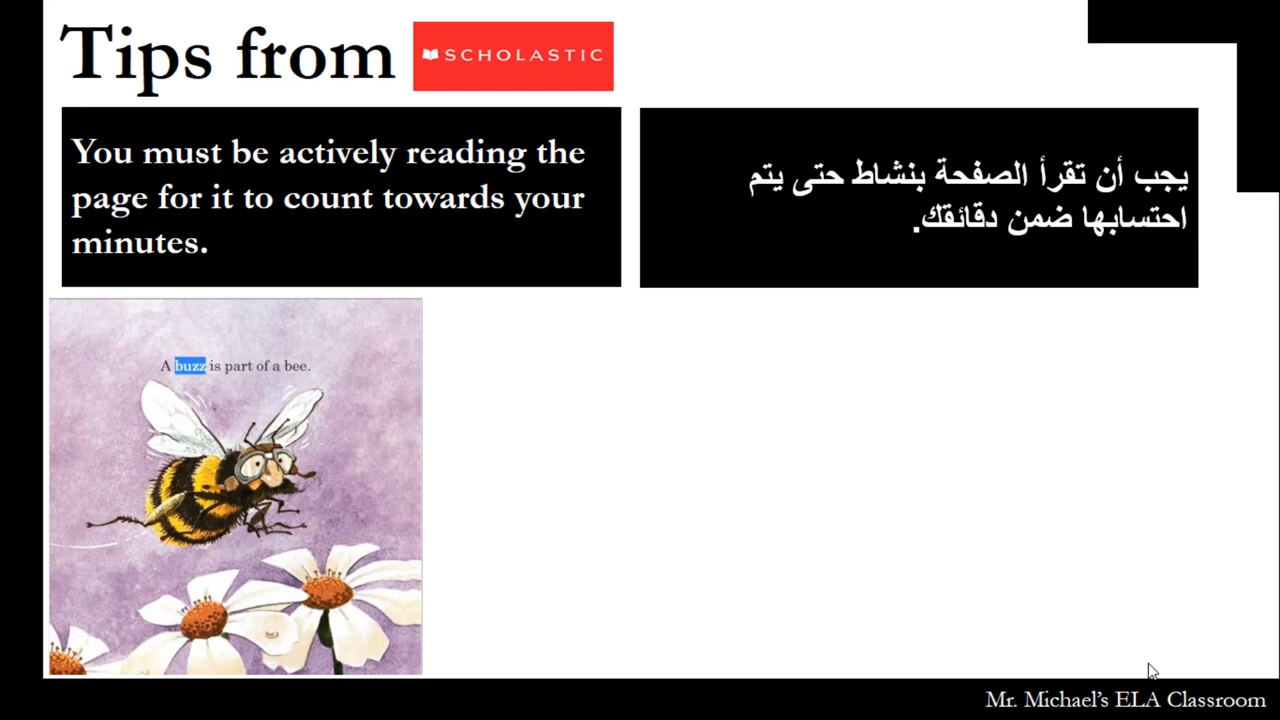 Tips from
SCHOLASTIC
You must be actively reading the
page for it to count towards your
minutes.
يجب أن تقرأ الصفحة بنشاط حتى يتم
احتسابها ضمن دقائقك.
A buzz is part of a bee.
Mr. Michael’s ELA Classroom